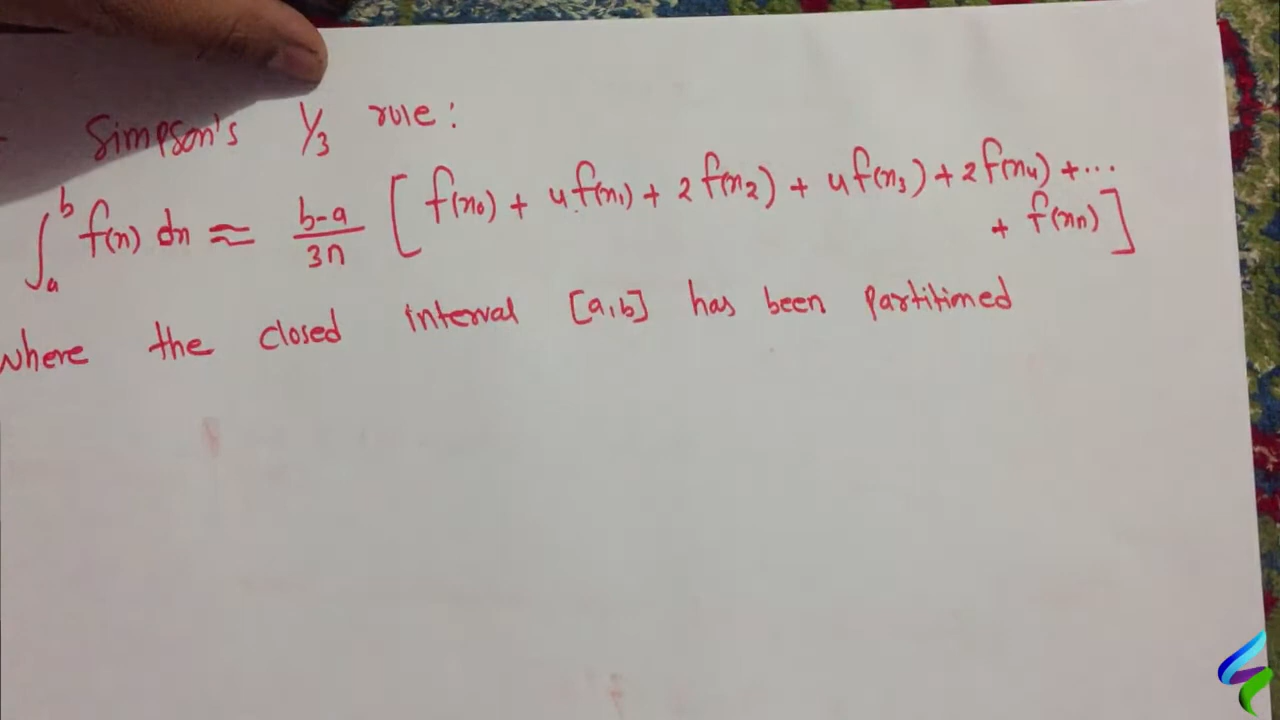 Simpson's 1/3 rule:
∫_a^b f(x) dx ≈ (b-a)/(3n) [f(x₀) + 4f(x₁) + 2f(x₂) + 4f(x₃) + 2f(x₄) + ...
+ f(xn)]
where the closed interval [a,b] has been partitioned